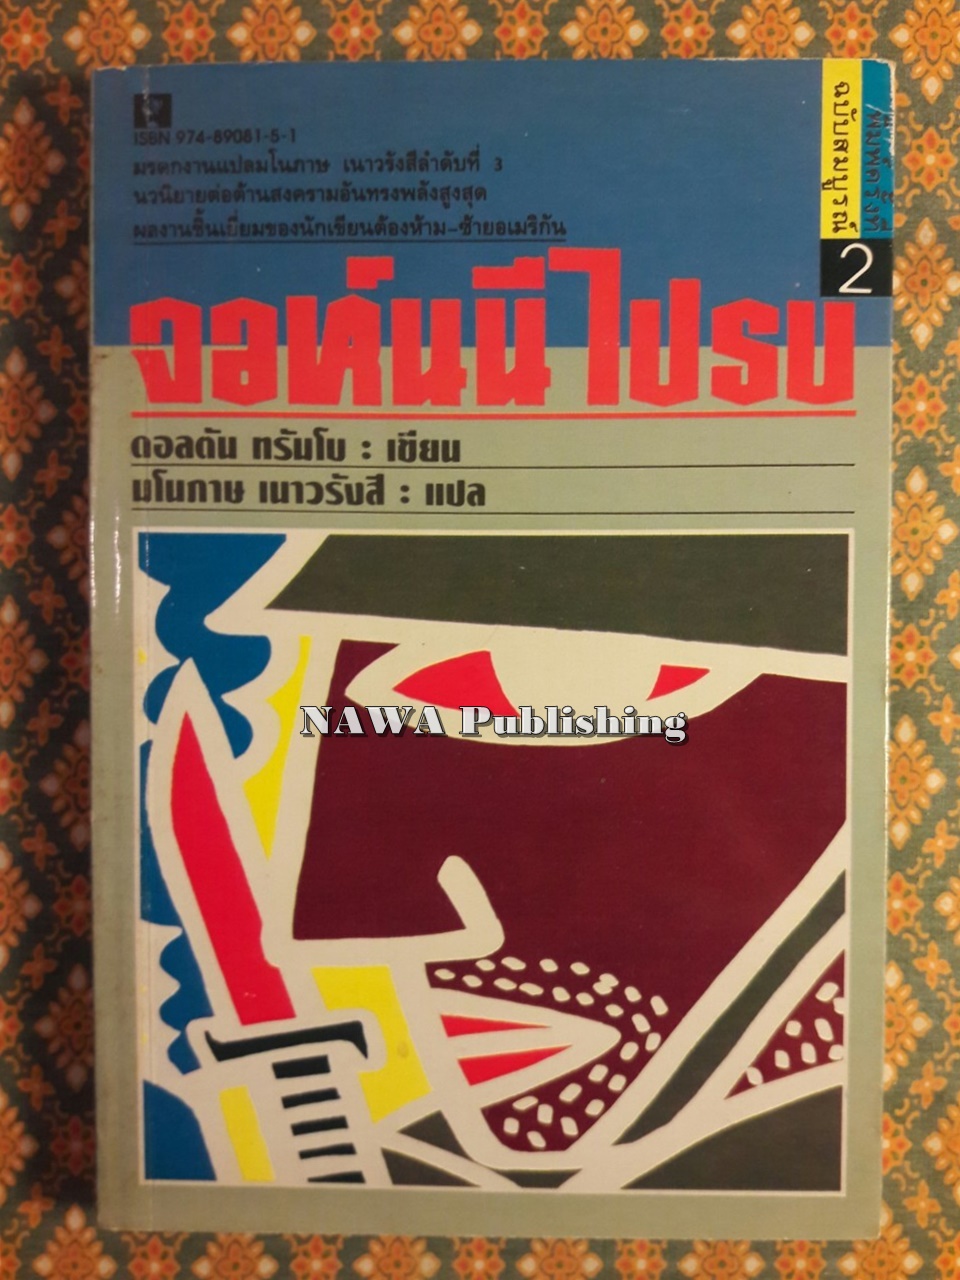 ISBN 974-89081-5-1
มรดกงานแปลมโนภาษ เนาวรังสีลำดับที่ 3
นวนิยายต่อต้านสงครามอันทรงพลังสูงสุด
ผลงานชิ้นเยี่ยมของนักเขียนต้องห้าม-ซ้ายอเมริกัน
พิมพ์ครั้งที่
ฉบับสมบูรณ์
2
จอห์นนี่ไปรบ
ดอลตัน ทรัมโบ : เขียน
มโนภาษ เนาวรังสี : แปล
NAWA Publishing